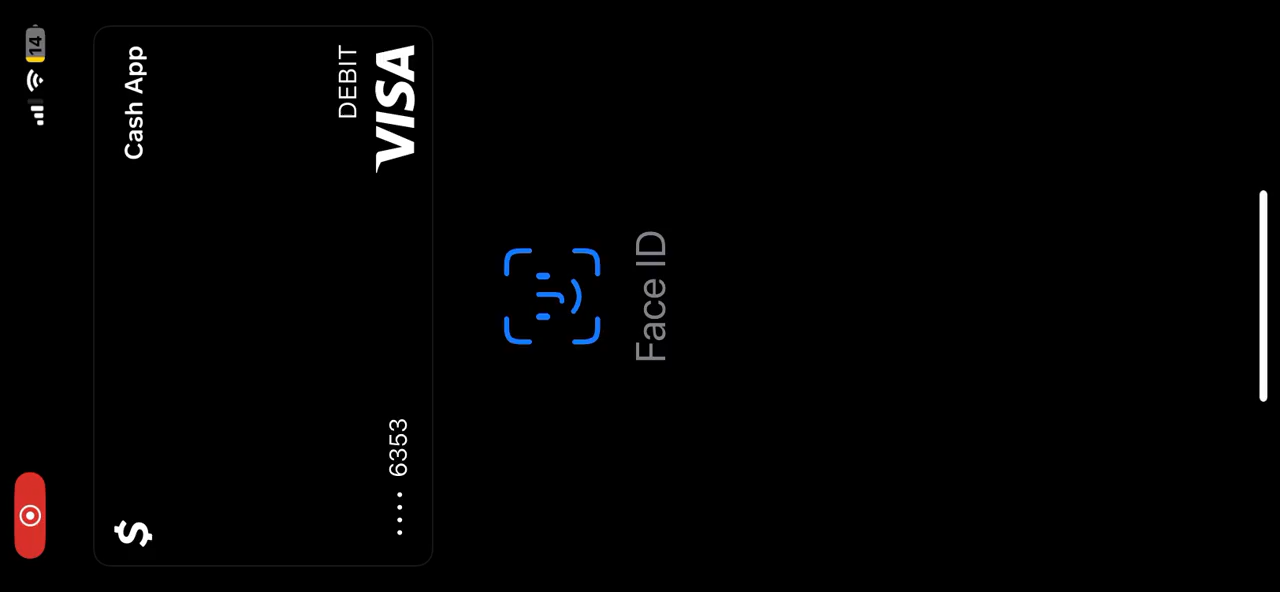 14
$ Cash App
DEBIT
•••• 6353 VISA
Face ID